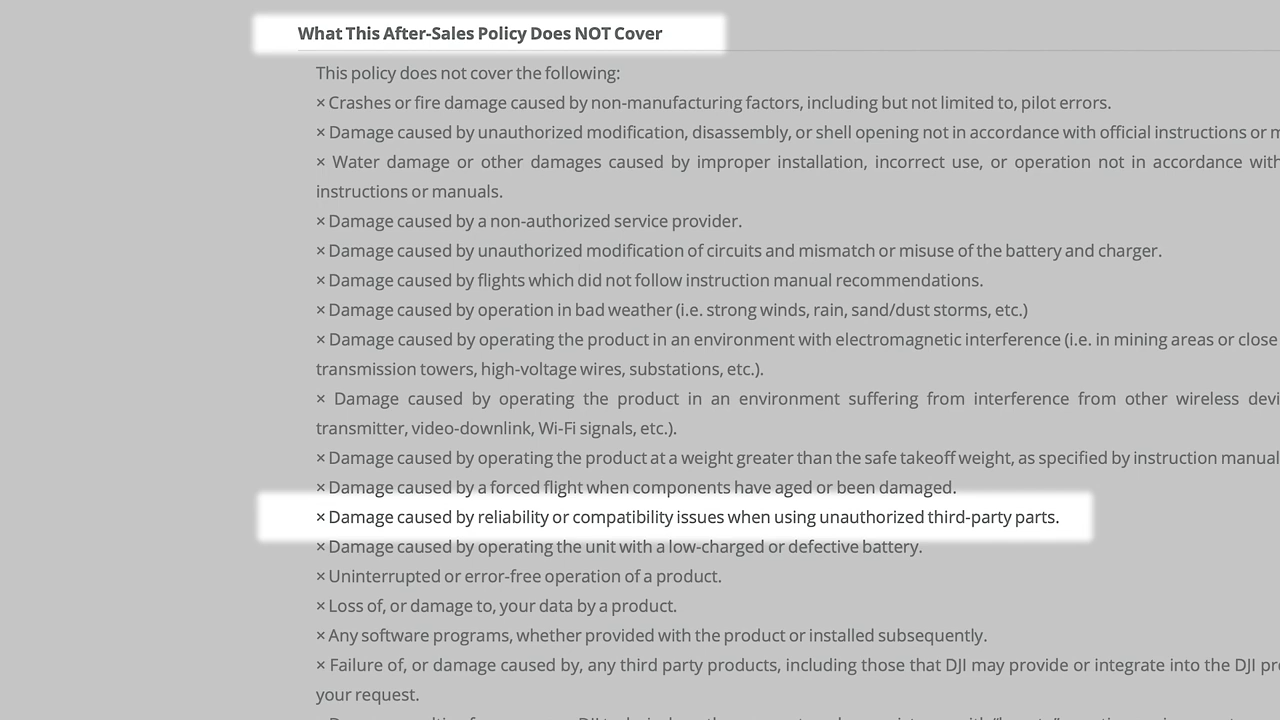 What This After-Sales Policy Does NOT Cover
This policy does not cover the following:
× Crashes or fire damage caused by non-manufacturing factors, including but not limited to, pilot errors.
× Damage caused by unauthorized modification, disassembly, or shell opening not in accordance with official instructions or
× Water damage or other damages caused by improper installation, incorrect use, or operation not in accordance with
instructions or manuals.
× Damage caused by a non-authorized service provider.
× Damage caused by unauthorized modification of circuits and mismatch or misuse of the battery and charger.
× Damage caused by flights which did not follow instruction manual recommendations.
× Damage caused by operation in bad weather (i.e. strong winds, rain, sand/dust storms, etc.)
× Damage caused by operating the product in an environment with electromagnetic interference (i.e. in mining areas or close
transmission towers, high-voltage wires, substations, etc.).
× Damage caused by operating the product in an environment suffering from interference from other wireless devi
transmitter, video-downlink, Wi-Fi signals, etc.).
× Damage caused by operating the product at a weight greater than the safe takeoff weight, as specified by instruction manual
× Damage caused by a forced flight when components have aged or been damaged.
× Damage caused by reliability or compatibility issues when using unauthorized third-party parts.
× Damage caused by operating the unit with a low-charged or defective battery.
× Uninterrupted or error-free operation of a product.
× Loss of, or damage to, your data by a product.
× Any software programs, whether provided with the product or installed subsequently.
× Failure of, or damage caused by, any third party products, including those that DJI may provide or integrate into the DJI pr
your request.